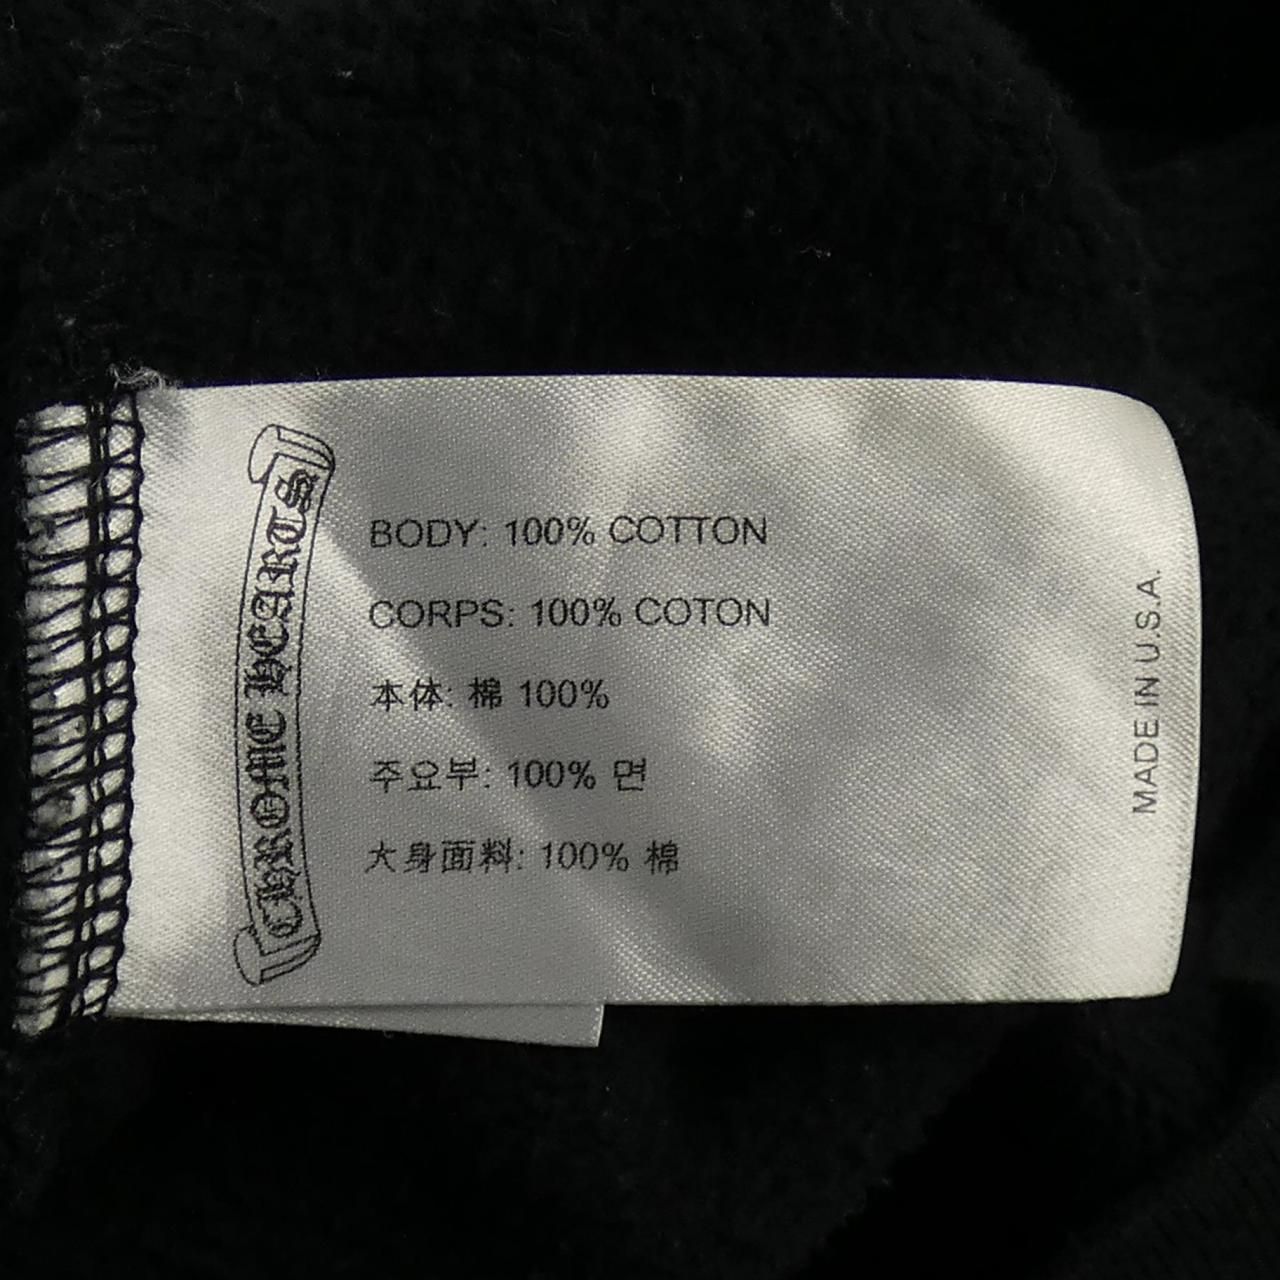 CHROME HEARTS
BODY: 100% COTTON
CORPS: 100% COTON
本体: 棉 100%
주요부: 100% 면
大身面料: 100% 棉
MADE IN U.S.A.